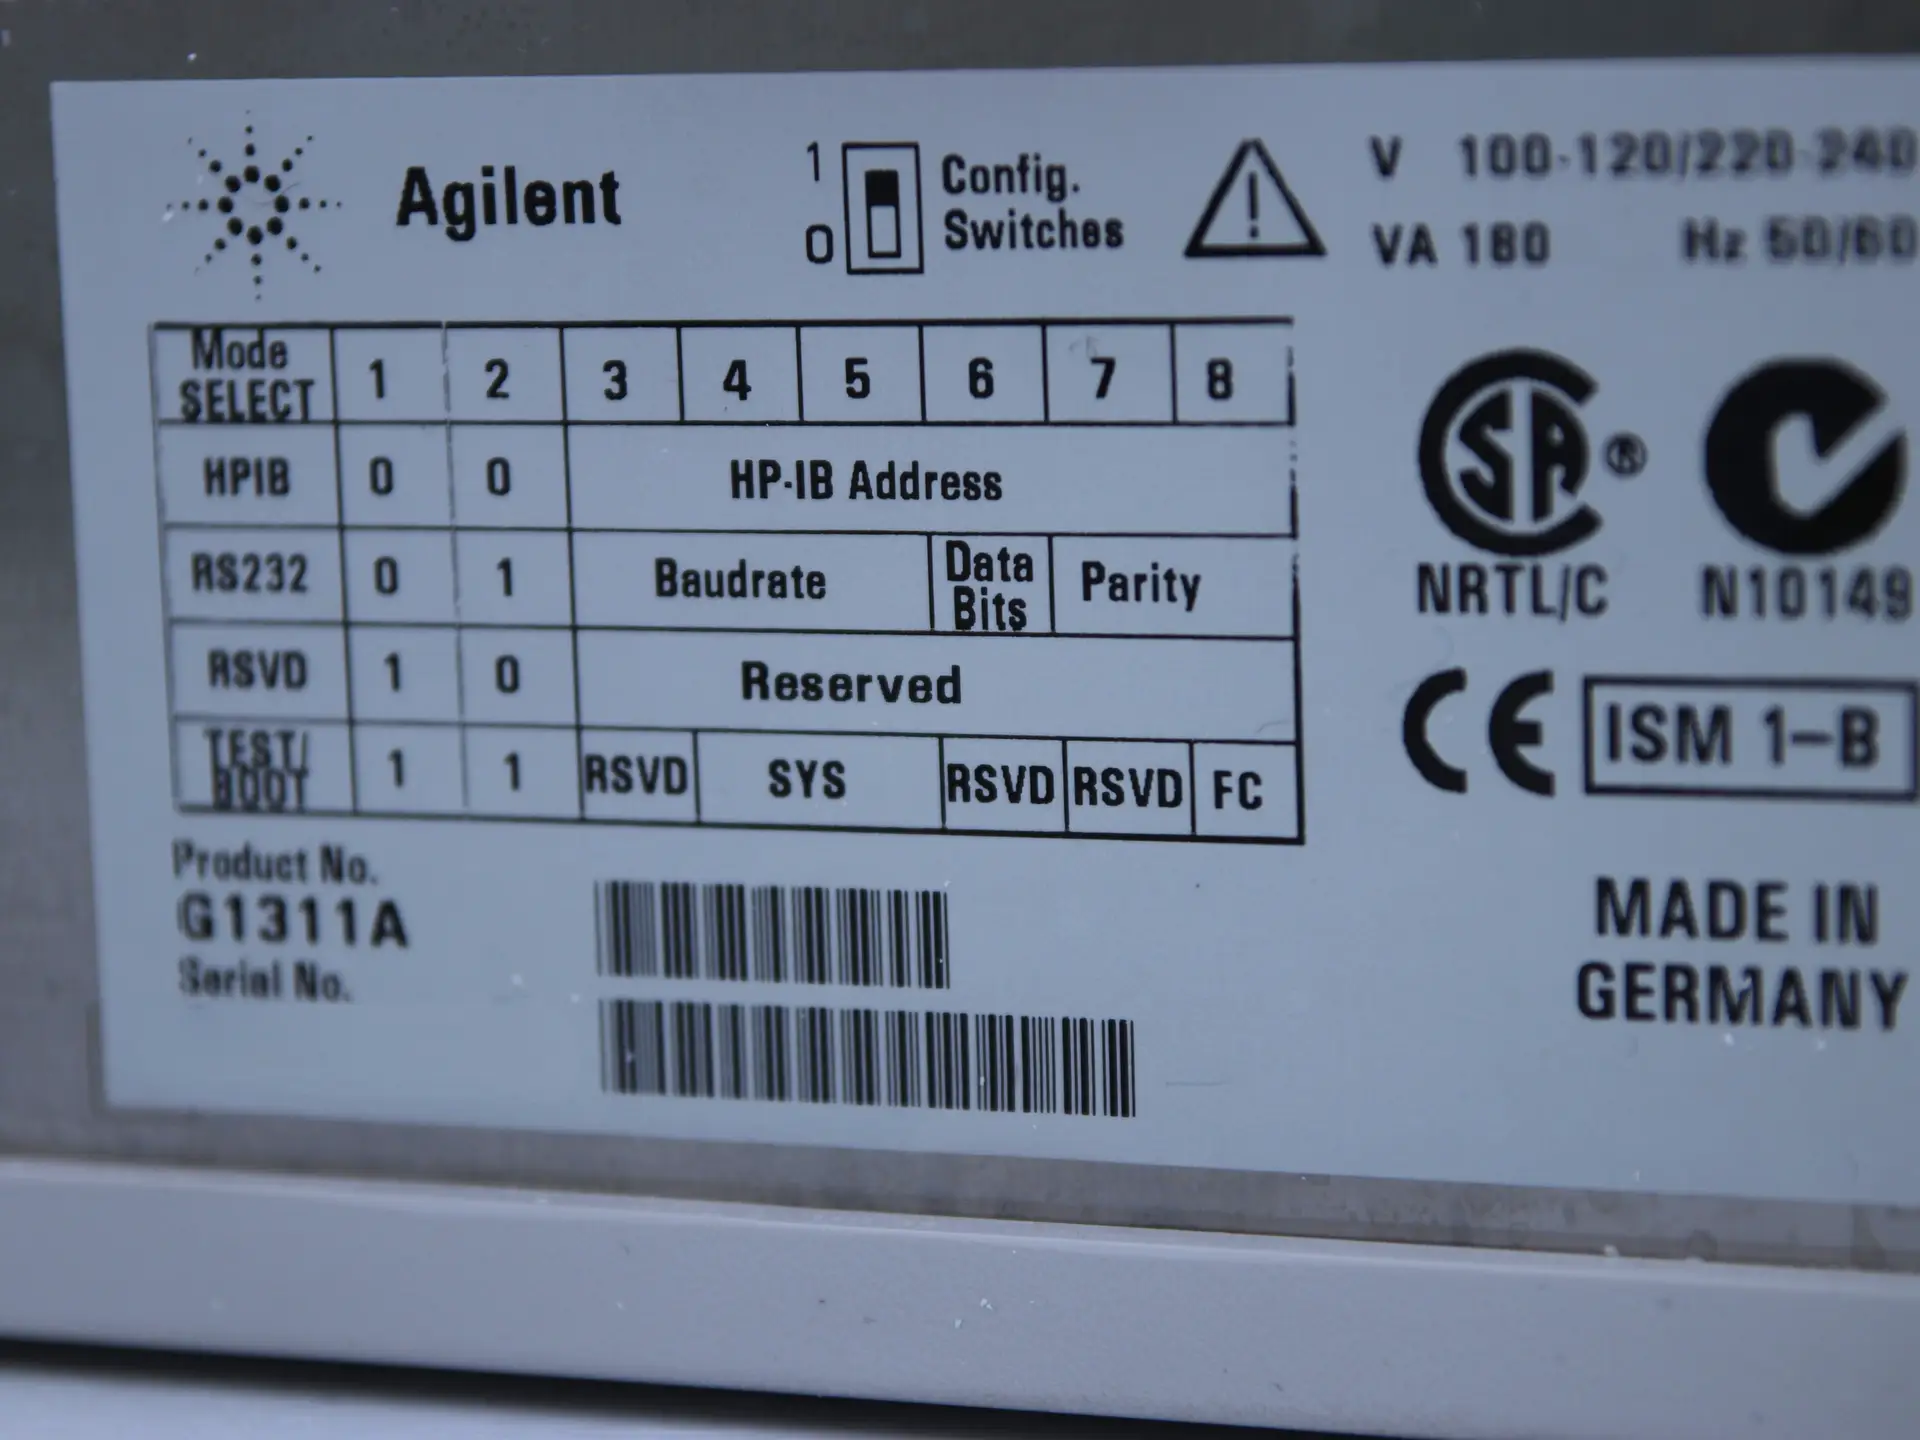 Agilent
1
0
Config.
Switches
V 100-120/220-240
VA 180 Hz 50/60
Mode SELECT 1 2 3 4 5 6 7 8
HPIB 0 0 HP-IB Address
RS232 0 1 Baudrate Data Bits Parity
RSVD 1 0 Reserved
TEST/BOOT 1 1 RSVD SYS RSVD RSVD FC
SA ®
NRTL/C
N10149
CE ISM 1-B
Product No.
G1311A
Serial No.
MADE IN
GERMANY